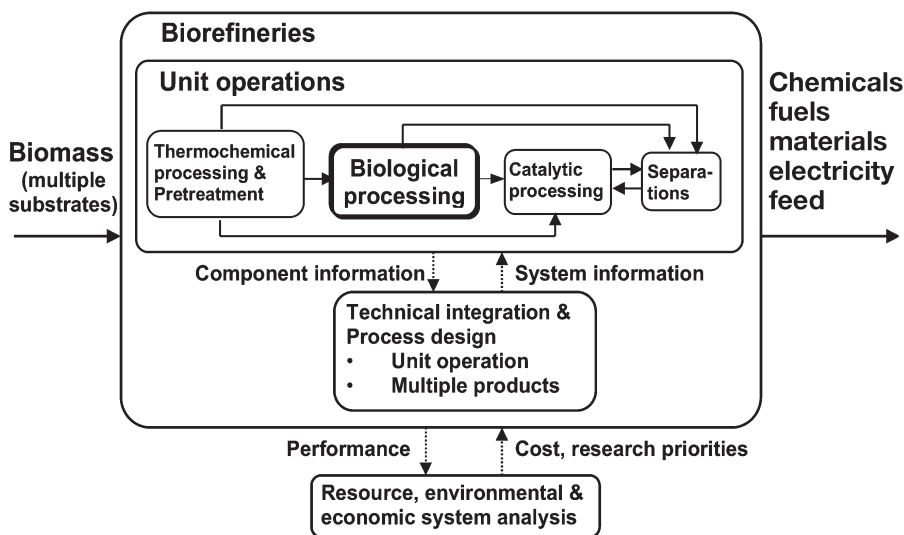 Biorefineries
Unit operations
Biomass
(multiple
substrates)
Thermochemical
processing &
Pretreatment
Biological
processing
Catalytic
processing
Separa-
tions
Chemicals
fuels
materials
electricity
feed
Component information
System information
Technical integration &
Process design
• Unit operation
• Multiple products
Performance
Cost, research priorities
Resource, environmental &
economic system analysis